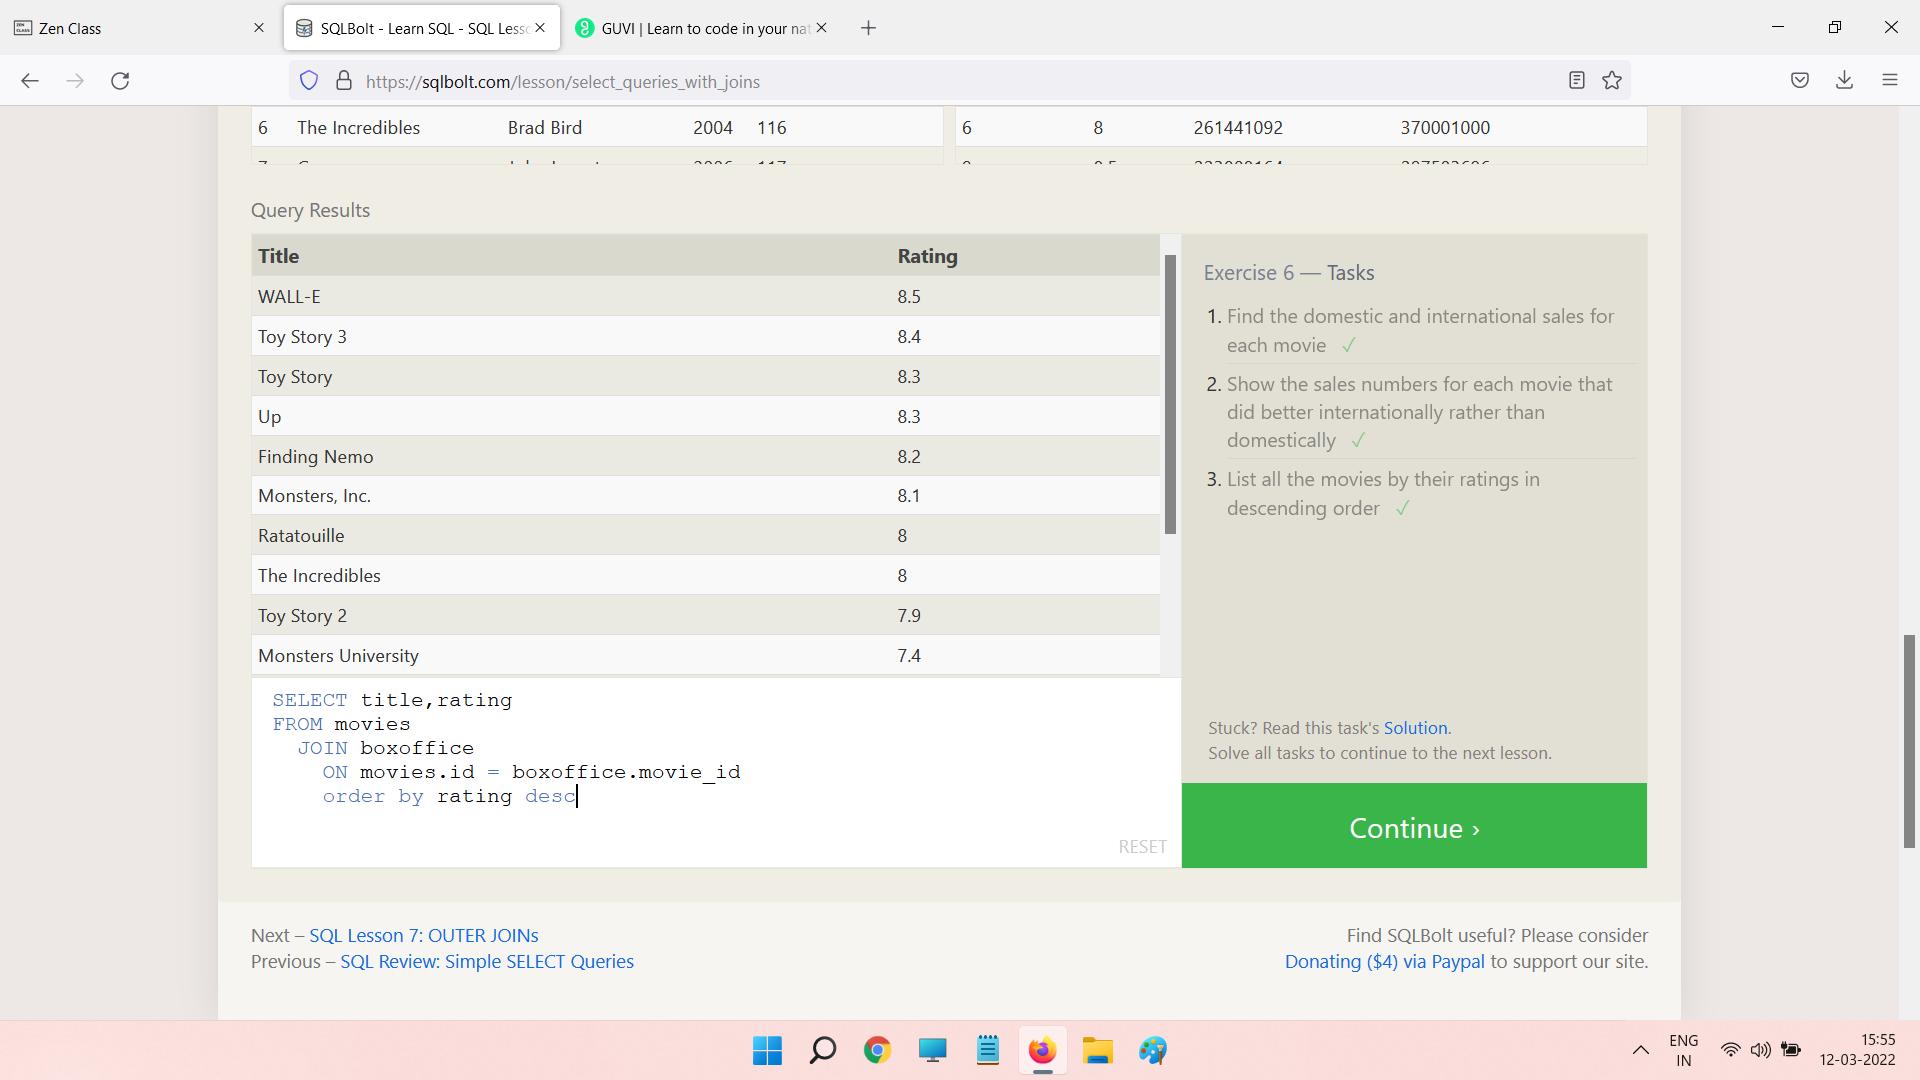 Zen Class
SQLBolt - Learn SQL - SQL Less
GUVI | Learn to code in your nat
https://sqlbolt.com/lesson/select_queries_with_joins
6 The Incredibles Brad Bird 2004 116
6 8 261441092 370001000
Query Results
Title Rating
WALL-E 8.5
Toy Story 3 8.4
Toy Story 8.3
Up 8.3
Finding Nemo 8.2
Monsters, Inc. 8.1
Ratatouille 8
The Incredibles 8
Toy Story 2 7.9
Monsters University 7.4
SELECT title,rating
FROM movies
JOIN boxoffice
ON movies.id = boxoffice.movie_id
order by rating desc
RESET
Exercise 6 — Tasks
1. Find the domestic and international sales for
each movie ✓
2. Show the sales numbers for each movie that
did better internationally rather than
domestically ✓
3. List all the movies by their ratings in
descending order ✓
Stuck? Read this task's Solution.
Solve all tasks to continue to the next lesson.
Continue ›
Next – SQL Lesson 7: OUTER JOINs
Previous – SQL Review: Simple SELECT Queries
Find SQLBolt useful? Please consider
Donating ($4) via Paypal to support our site.
ENG
IN
15:55
12-03-2022